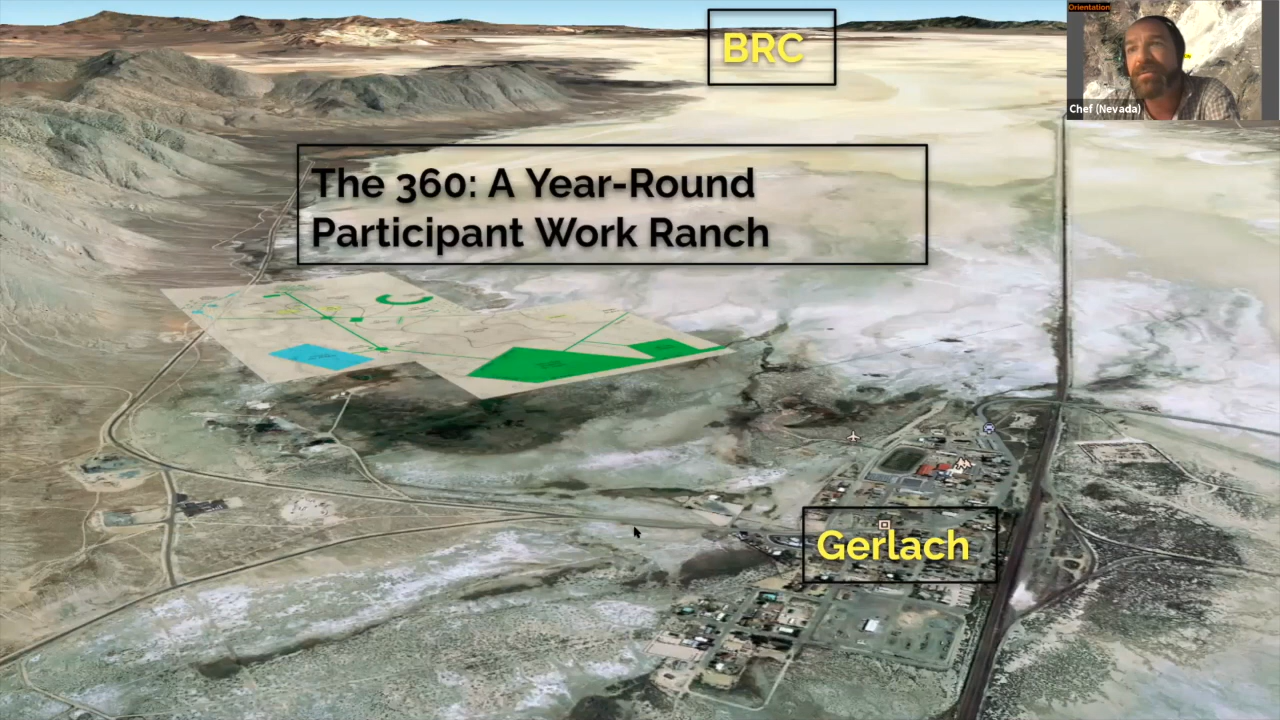 BRC
Orientation
Chef (Nevada)
The 360: A Year-Round
Participant Work Ranch
Gerlach